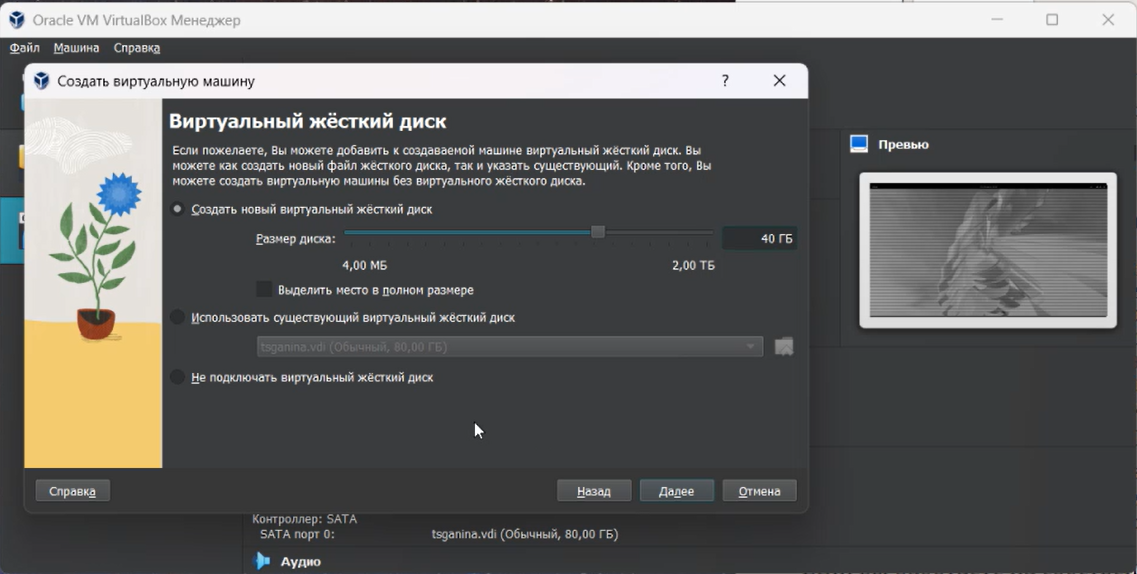 Oracle VM VirtualBox Менеджер
Файл Машина Справка
Создать виртуальную машину
?
Виртуальный жёсткий диск
Если пожелаете, Вы можете добавить к создаваемой машине виртуальный жёсткий диск. Вы
можете как создать новый файл жёсткого диска, так и указать существующий. Кроме того, Вы
можете создать виртуальную машины без виртуального жёсткого диска.
Создать новый виртуальный жёсткий диск
Размер диска:
40 ГБ
4,00 МБ
2,00 ТБ
Выделить место в полном размере
Использовать существующий виртуальный жёсткий диск
tsganina.vdi (Обычный, 80,00 ГБ)
Не подключать виртуальный жёсткий диск
Справка
Назад
Далее
Отмена
Превью
Контроллер: SATA
SATA порт 0: tsganina.vdi (Обычный, 80,00 ГБ)
Аудио